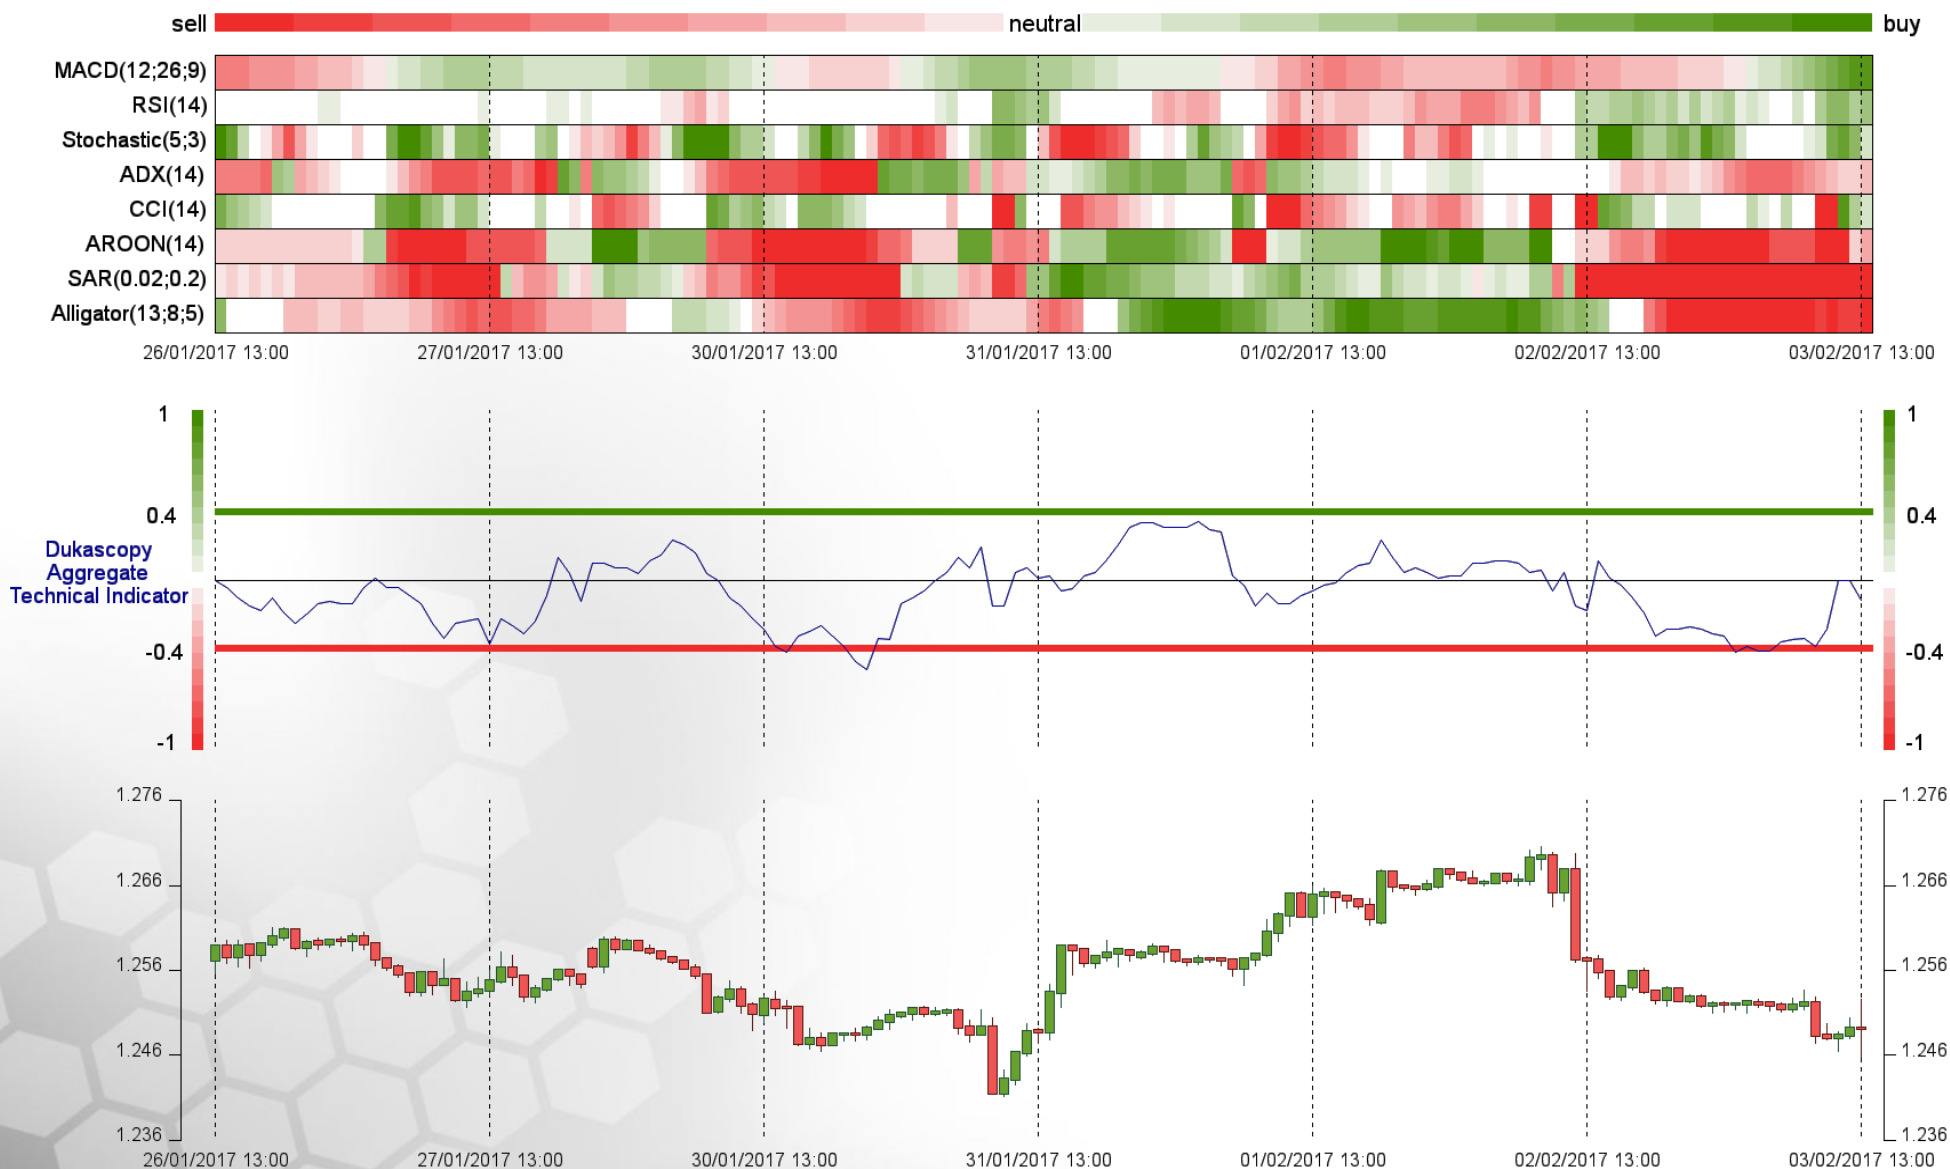 sell neutral buy
MACD(12;26;9)
RSI(14)
Stochastic(5;3)
ADX(14)
CCI(14)
AROON(14)
SAR(0.02;0.2)
Alligator(13;8;5)
26/01/2017 13:00 27/01/2017 13:00 30/01/2017 13:00 31/01/2017 13:00 01/02/2017 13:00 02/02/2017 13:00 03/02/2017 13:00
1 1
0.4 0.4
Dukascopy
Aggregate
Technical Indicator
-0.4 -0.4
-1 -1
1.276 1.276
1.266 1.266
1.256 1.256
1.246 1.246
1.236 1.236
26/01/2017 13:00 27/01/2017 13:00 30/01/2017 13:00 31/01/2017 13:00 01/02/2017 13:00 02/02/2017 13:00 03/02/2017 13:00